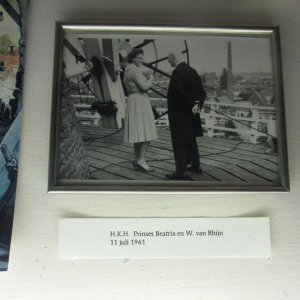 H.K.H. Prinses Beatrix en W. van Rhijn
11 juli 1961